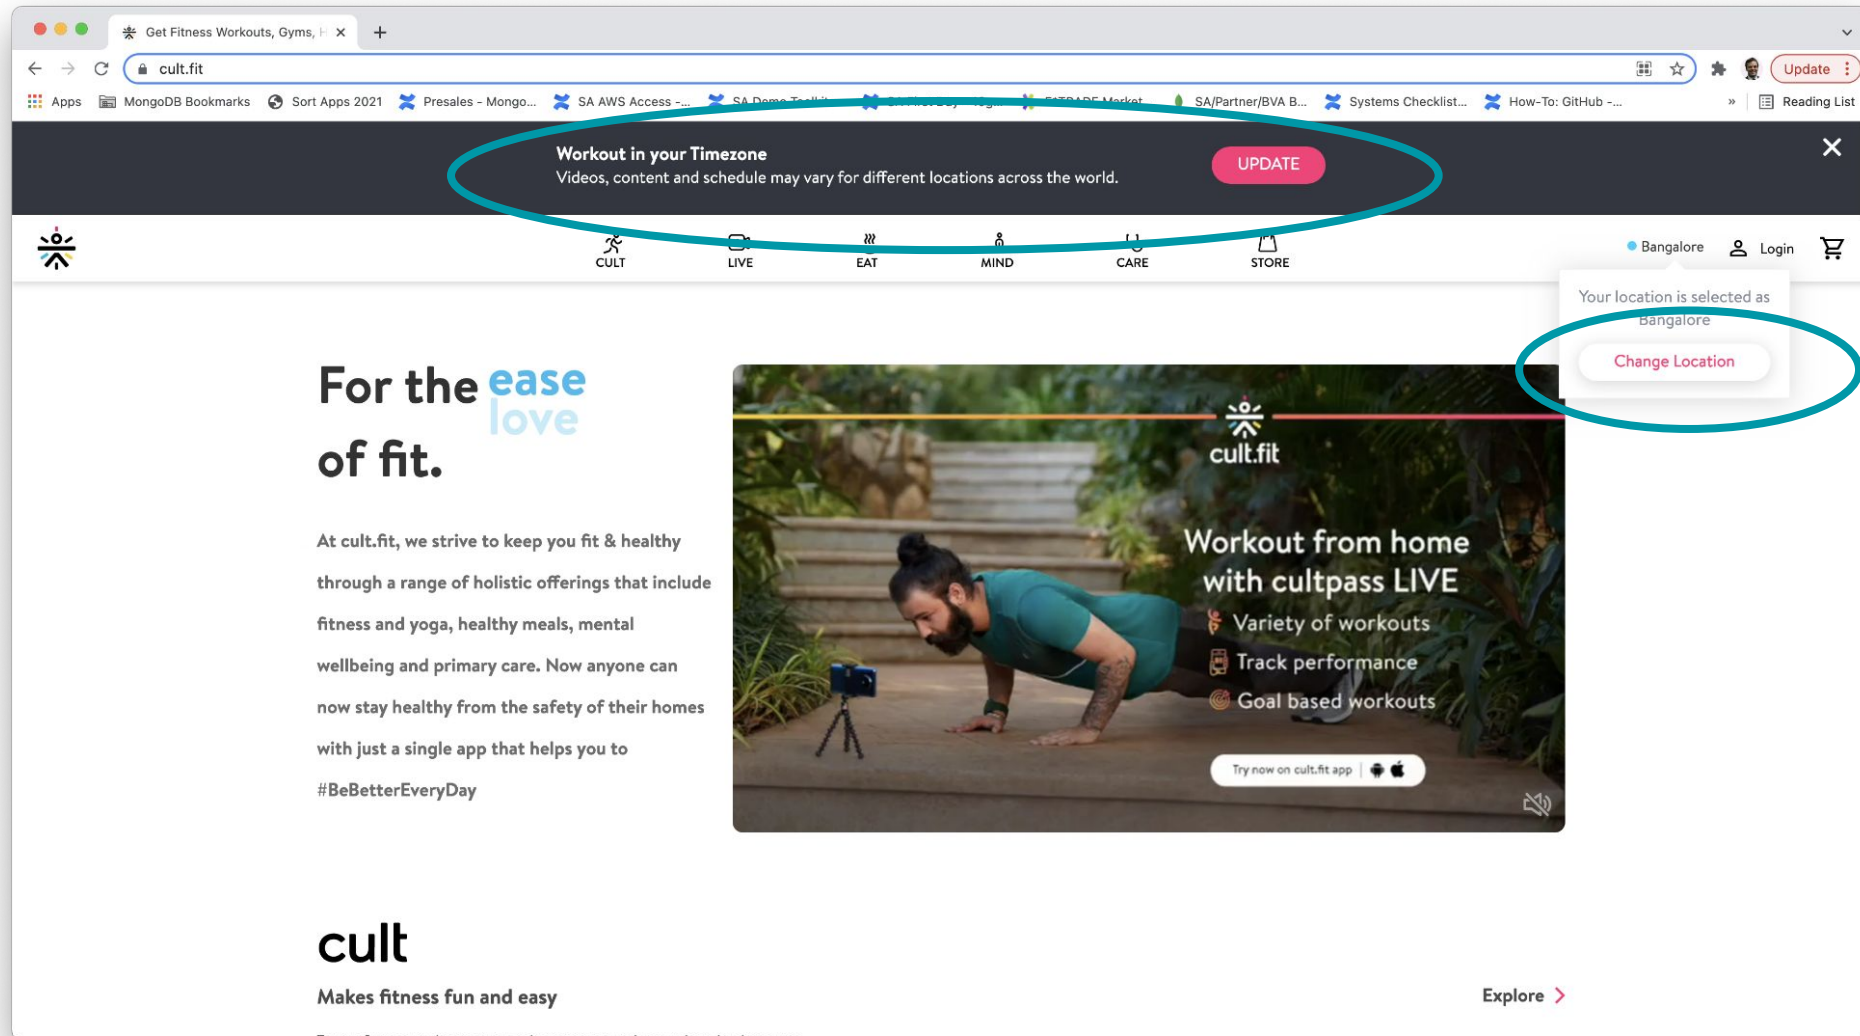 Get Fitness Workouts, Gyms, H
cult.fit
Update
Apps
MongoDB Bookmarks
Sort Apps 2021
Presales - Mongo...
SA AWS Access -...
SA/Partner/BVA B...
Systems Checklist...
How-To: GitHub -...
»
Reading List
Workout in your Timezone
Videos, content and schedule may vary for different locations across the world.
UPDATE
CULT
LIVE
EAT
MIND
CARE
STORE
Bangalore
Login
Your location is selected as
Bangalore
Change Location
For the ease
love
of fit.
At cult.fit, we strive to keep you fit & healthy
through a range of holistic offerings that include
fitness and yoga, healthy meals, mental
wellbeing and primary care. Now anyone can
now stay healthy from the safety of their homes
with just a single app that helps you to
#BeBetterEveryDay
cult.fit
Workout from home
with cultpass LIVE
Variety of workouts
Track performance
Goal based workouts
Try now on cult.fit app |
cult
Makes fitness fun and easy
Explore